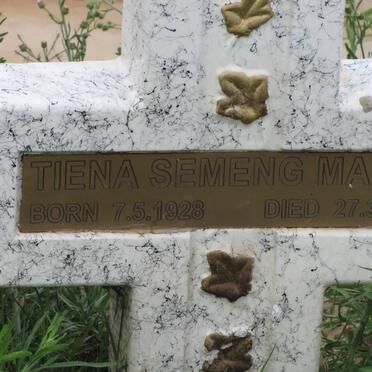 TIENA SEMENG MA
BORN 7.5.1928 DIED 27.3